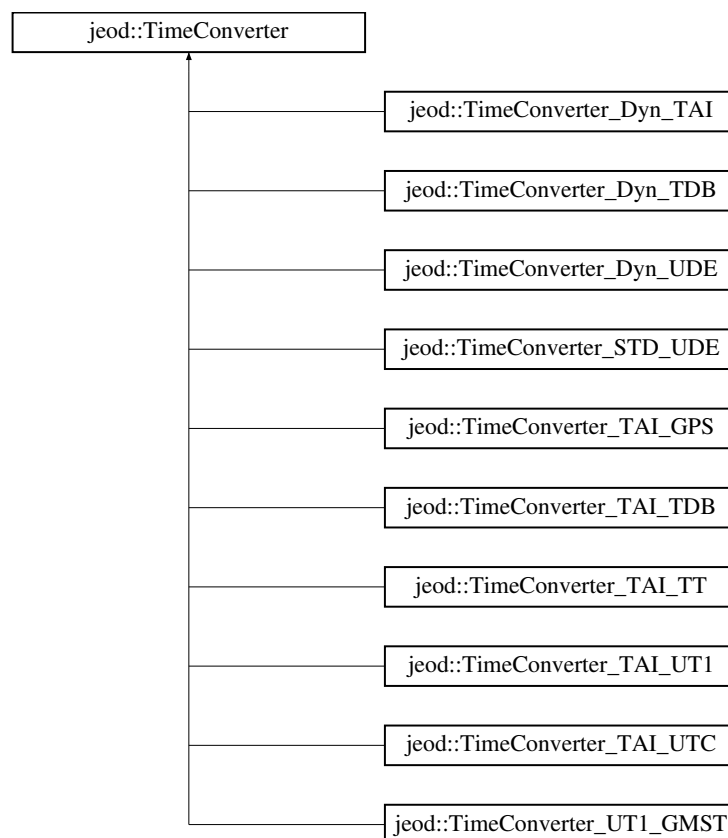 jeod::TimeConverter
jeod::TimeConverter_Dyn_TAI
jeod::TimeConverter_Dyn_TDB
jeod::TimeConverter_Dyn_UDE
jeod::TimeConverter_STD_UDE
jeod::TimeConverter_TAI_GPS
jeod::TimeConverter_TAI_TDB
jeod::TimeConverter_TAI_TT
jeod::TimeConverter_TAI_UT1
jeod::TimeConverter_TAI_UTC
jeod::TimeConverter_UT1_GMST